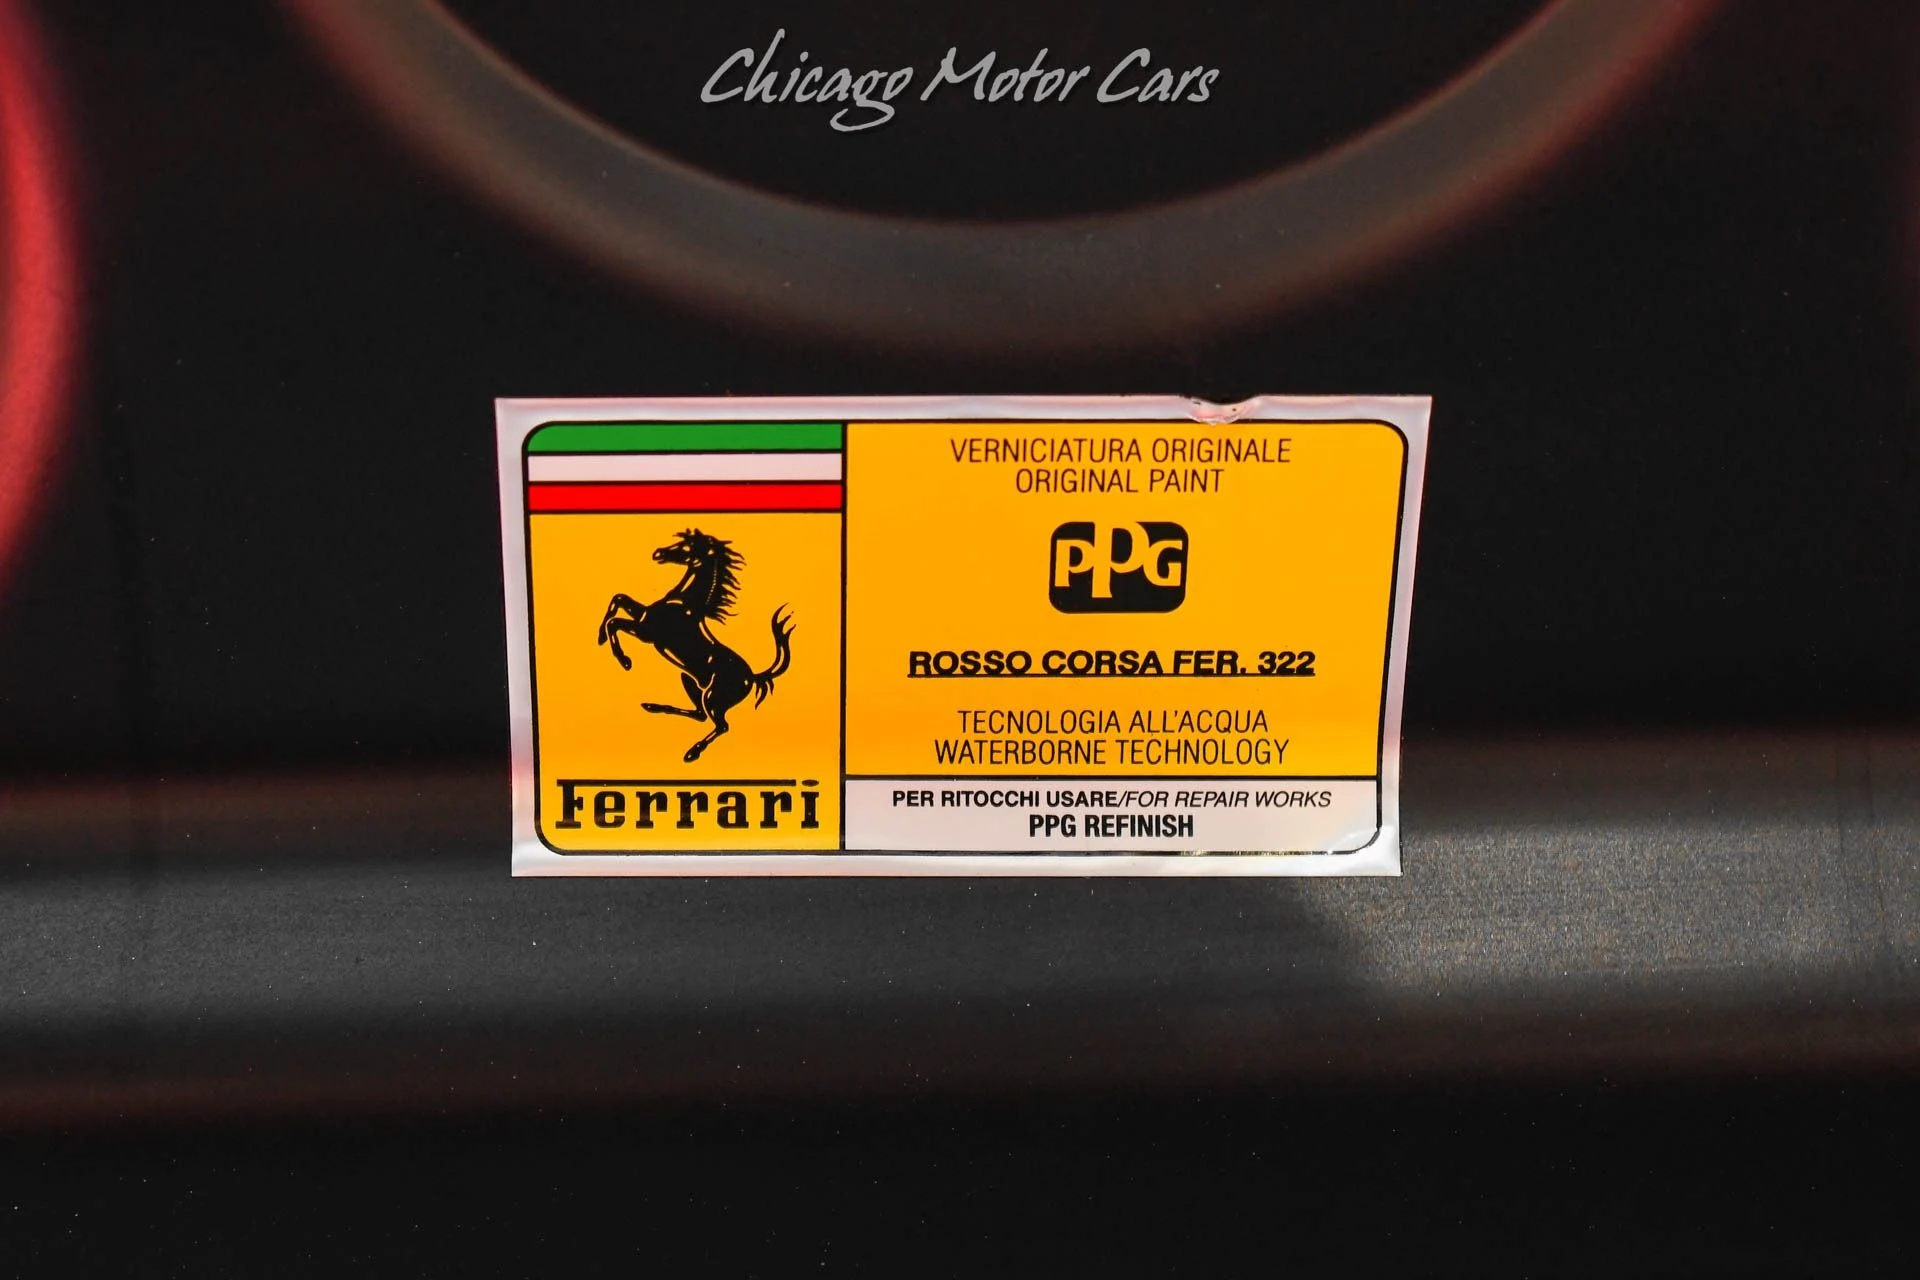 Chicago Motor Cars
VERNICIATURA ORIGINALE
ORIGINAL PAINT
PPG
ROSSO CORSA FER. 322
TECNOLOGIA ALL'ACQUA
WATERBORNE TECHNOLOGY
Ferrari
PER RITOCCHI USARE/FOR REPAIR WORKS
PPG REFINISH